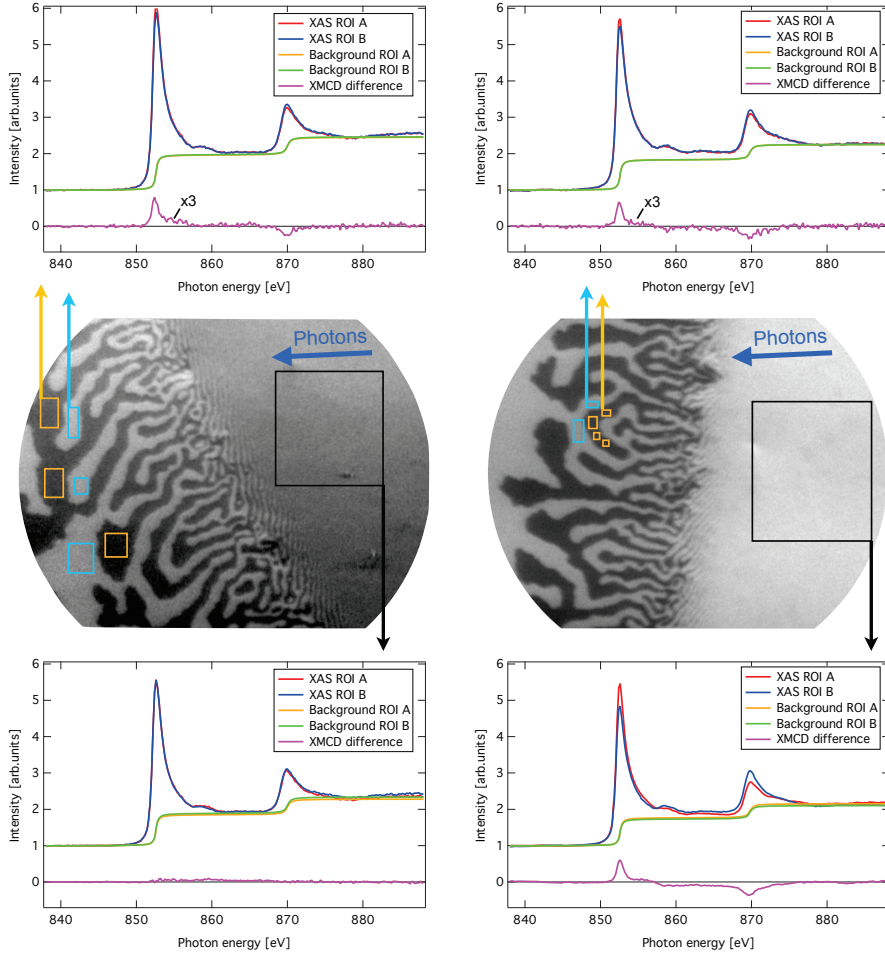 6
5
4
3
2
1
0
Intensity [arb.units]
XAS ROI A
XAS ROI B
Background ROI A
Background ROI B
XMCD difference
x3
840 850 860 870 880
Photon energy [eV]
6
5
4
3
2
1
0
Intensity [arb.units]
XAS ROI A
XAS ROI B
Background ROI A
Background ROI B
XMCD difference
x3
840 850 860 870 880
Photon energy [eV]
Photons
Photons
6
5
4
3
2
1
0
Intensity [arb.units]
XAS ROI A
XAS ROI B
Background ROI A
Background ROI B
XMCD difference
840 850 860 870 880
Photon energy [eV]
6
5
4
3
2
1
0
Intensity [arb.units]
XAS ROI A
XAS ROI B
Background ROI A
Background ROI B
XMCD difference
840 850 860 870 880
Photon energy [eV]